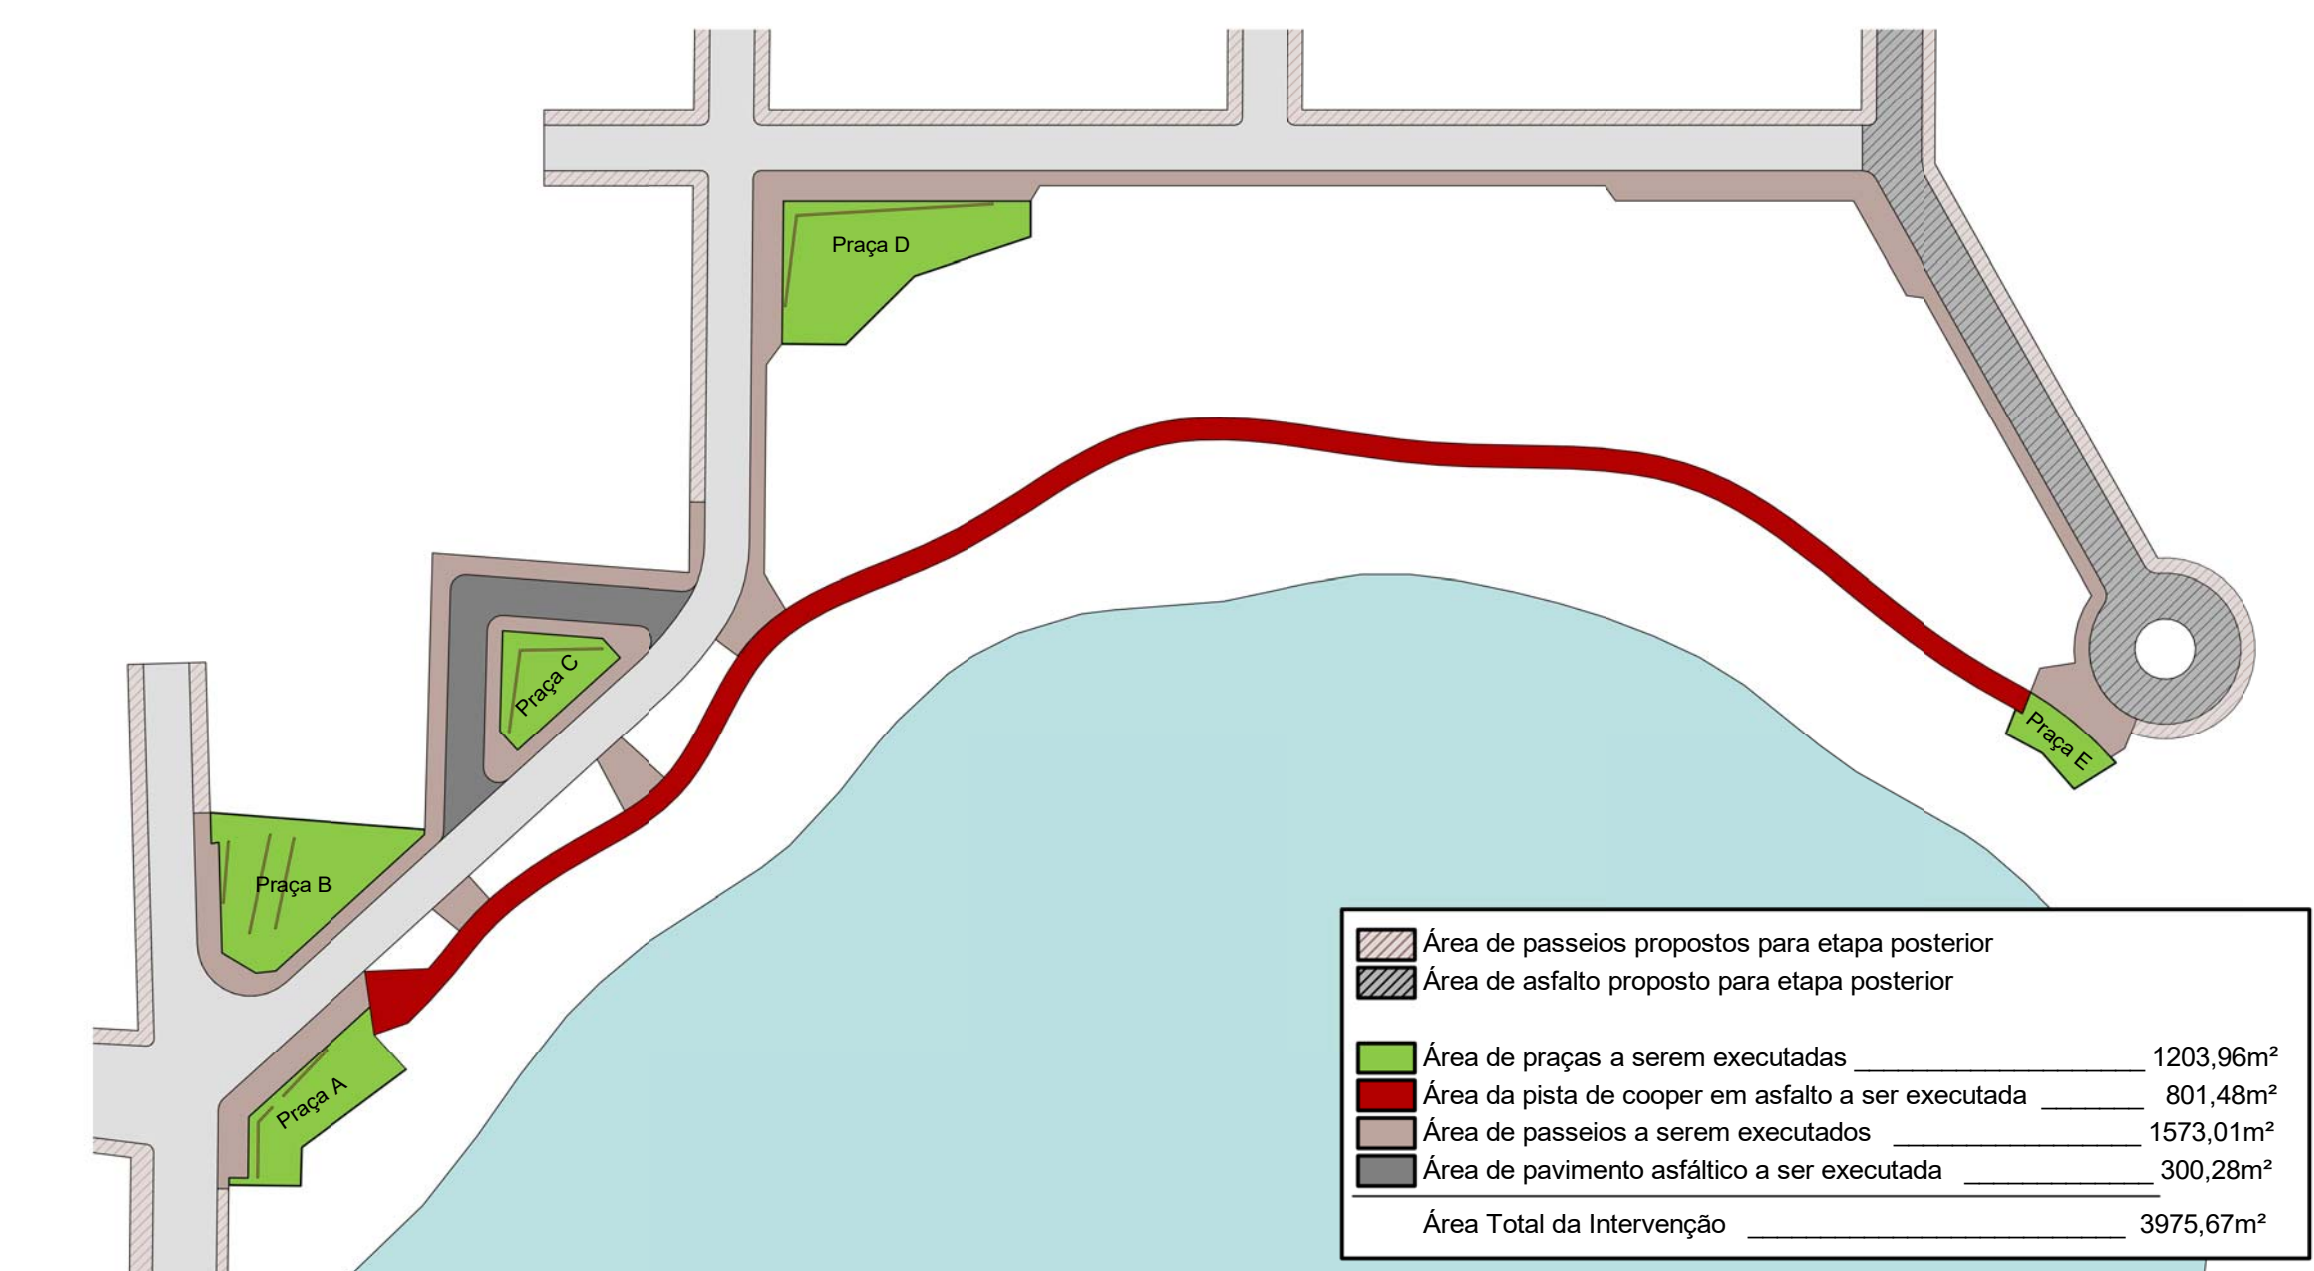 Praça D
Praça C
Praça E
Praça B
Praça A
Área de passeios propostos para etapa posterior
Área de asfalto proposto para etapa posterior
Área de praças a serem executadas ____________________ 1203,96m²
Área da pista de cooper em asfalto a ser executada _______ 801,48m²
Área de passeios a serem executados _________________ 1573,01m²
Área de pavimento asfáltico a ser executada _____________ 300,28m²
Área Total da Intervenção __________________________ 3975,67m²